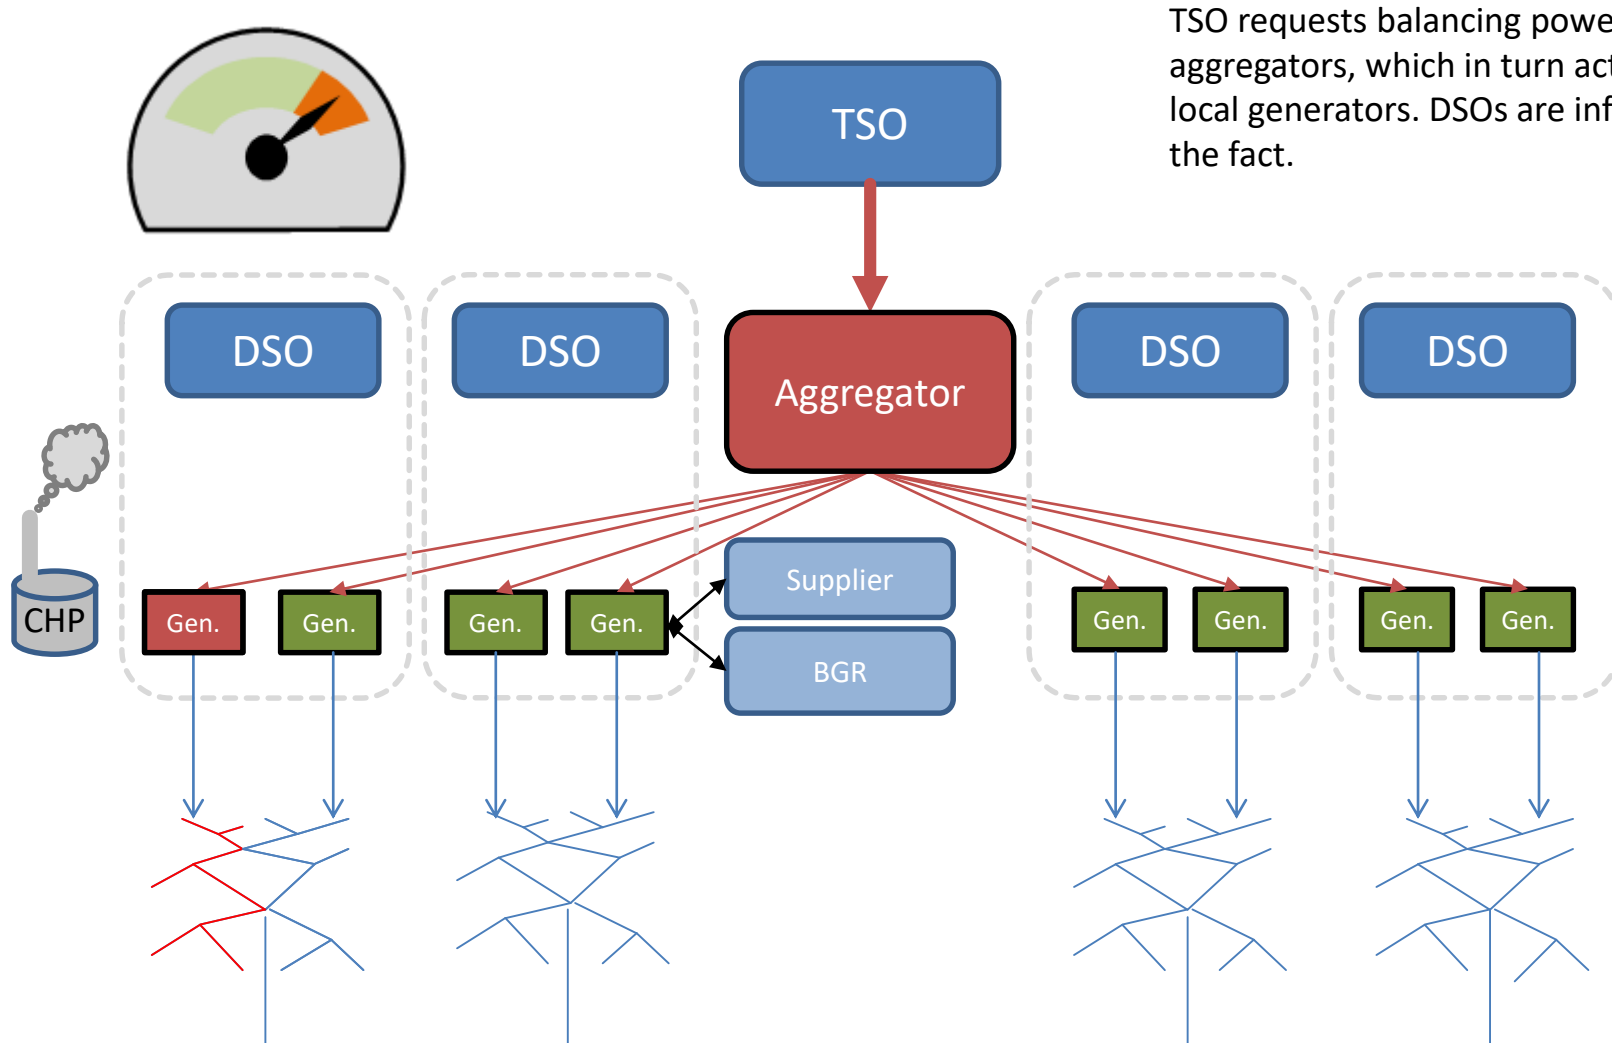 TSO requests balancing powe
aggregators, which in turn act
local generators. DSOs are inf
the fact.
TSO
DSO
DSO
Aggregator
DSO
DSO
Supplier
CHP
Gen.
Gen.
Gen.
Gen.
Gen.
Gen.
Gen.
Gen.
BGR